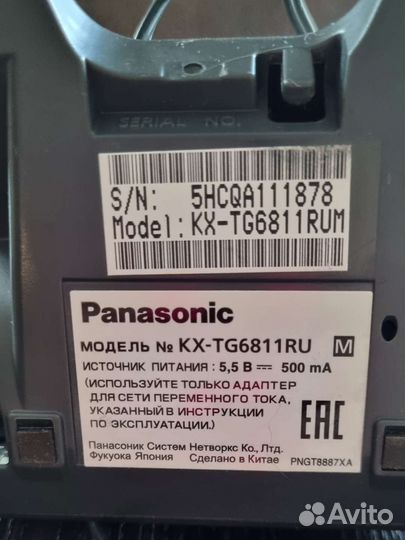 SERIAL NO.
S/N: 5HCQA111878
Model: KX-TG6811RUM
Panasonic
МОДЕЛЬ № KX-TG6811RU M
ИСТОЧНИК ПИТАНИЯ : 5,5 В ⎓ 500 mA
(ИСПОЛЬЗУЙТЕ ТОЛЬКО АДАПТЕР
ДЛЯ СЕТИ ПЕРЕМЕННОГО ТОКА,
УКАЗАННЫЙ В ИНСТРУКЦИИ
ПО ЭКСПЛУАТАЦИИ.)
EAC
Панасоник Систем Нетворкс Ко., Лтд.
Фукуока Япония Сделано в Китае PNGT8887XA
Avito